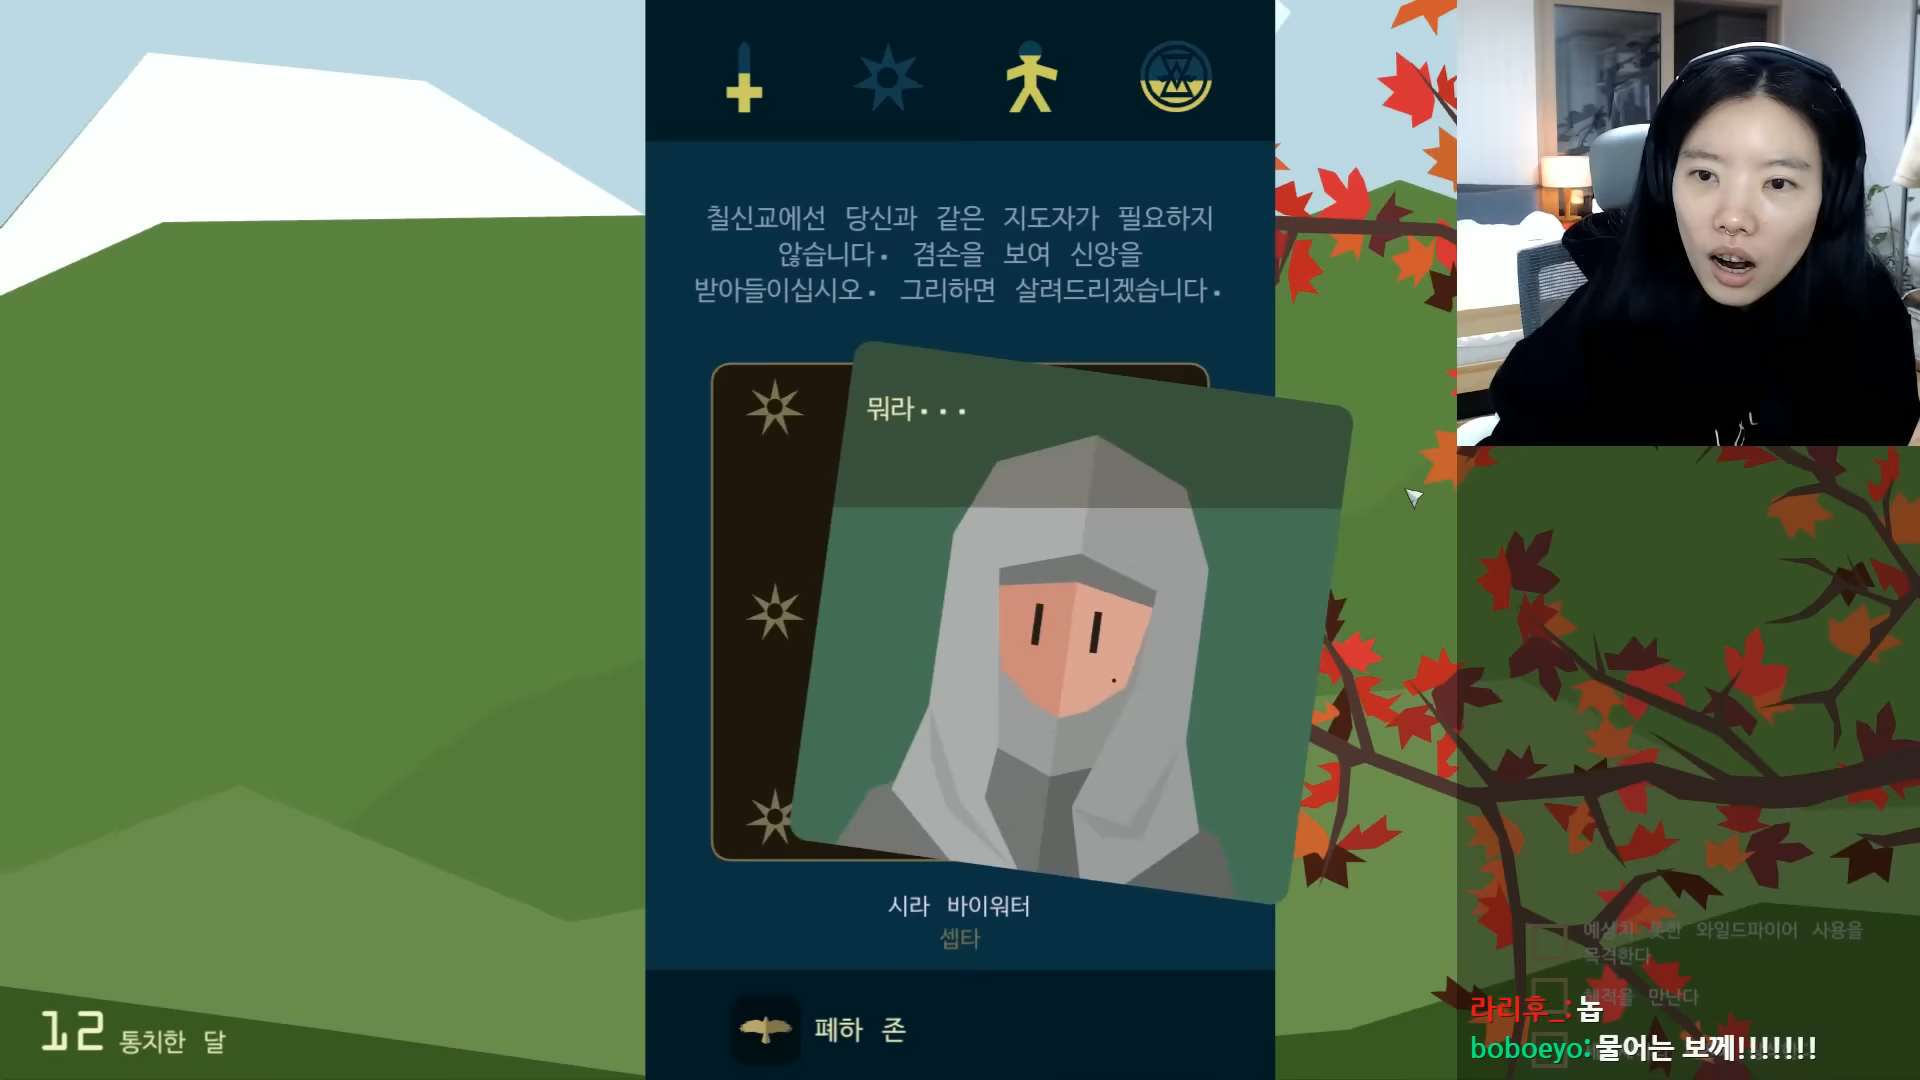 칠신교에선 당신과 같은 지도자가 필요하지
않습니다. 겸손을 보여 신앙을
받아들이십시오. 그리하면 살려드리겠습니다.
뭐라...
시라 바이워터
셉타
폐하 존
12 통치한 달
예상치 못한 와일드파이어 사용을
목격한다
해적을 만난다
라리후_: 놉
boboeyo: 물어는 보께!!!!!!!